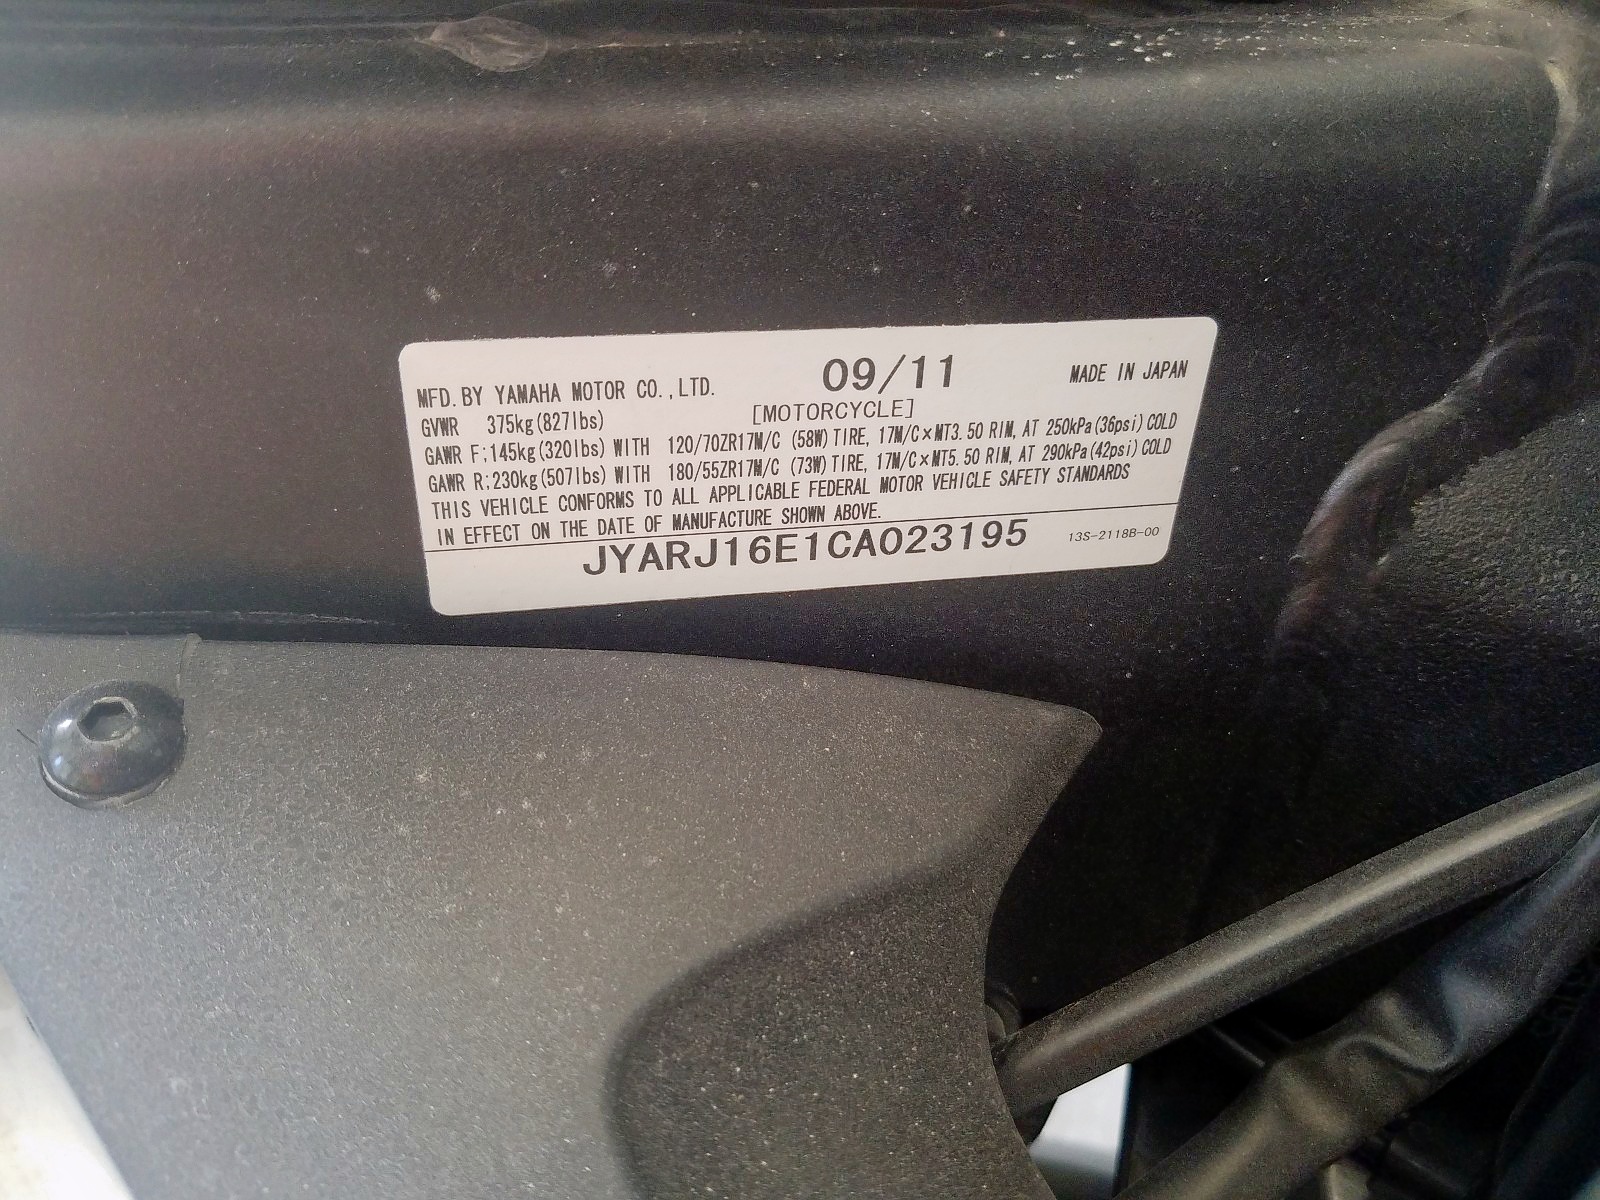 MFD. BY YAMAHA MOTOR CO., LTD. 09/11 MADE IN JAPAN
GVWR 375kg(827lbs) [MOTORCYCLE]
GAWR F:145kg(320lbs) WITH 120/70ZR17M/C (58W) TIRE, 17M/C×MT3.50 RIM, AT 250kPa(36psi) COLD
GAWR R:230kg(507lbs) WITH 180/55ZR17M/C (73W) TIRE, 17M/C×MT5.50 RIM, AT 290kPa(42psi) COLD
THIS VEHICLE CONFORMS TO ALL APPLICABLE FEDERAL MOTOR VEHICLE SAFETY STANDARDS
IN EFFECT ON THE DATE OF MANUFACTURE SHOWN ABOVE.
JYARJ16E1CA023195 13S-2118B-00